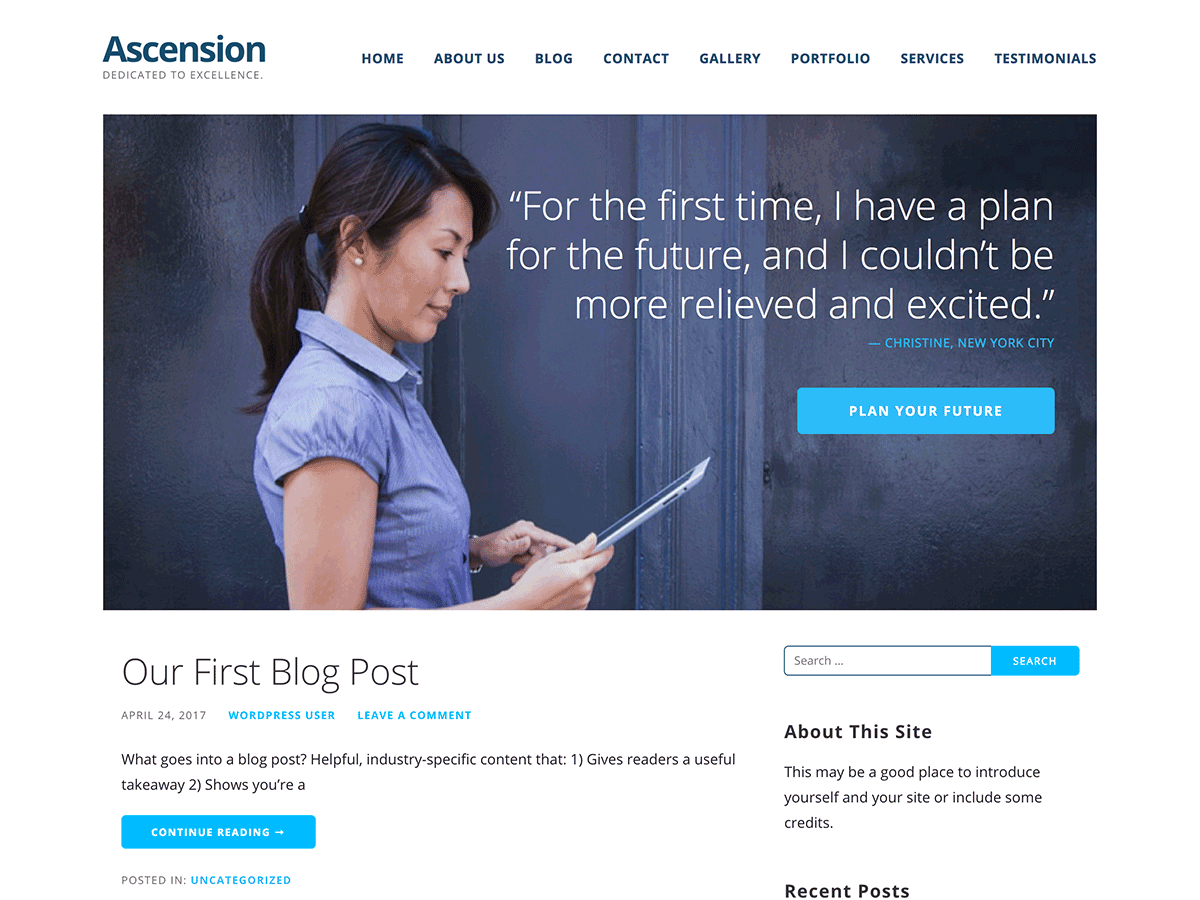 Ascension
DEDICATED TO EXCELLENCE.
HOME ABOUT US BLOG CONTACT GALLERY PORTFOLIO SERVICES TESTIMONIALS
“For the first time, I have a plan
for the future, and I couldn’t be
more relieved and excited.”
— CHRISTINE, NEW YORK CITY
PLAN YOUR FUTURE
Our First Blog Post
APRIL 24, 2017 WORDPRESS USER LEAVE A COMMENT
What goes into a blog post? Helpful, industry-specific content that: 1) Gives readers a useful
takeaway 2) Shows you’re a
CONTINUE READING →
POSTED IN: UNCATEGORIZED
Search …
SEARCH
About This Site
This may be a good place to introduce
yourself and your site or include some
credits.
Recent Posts